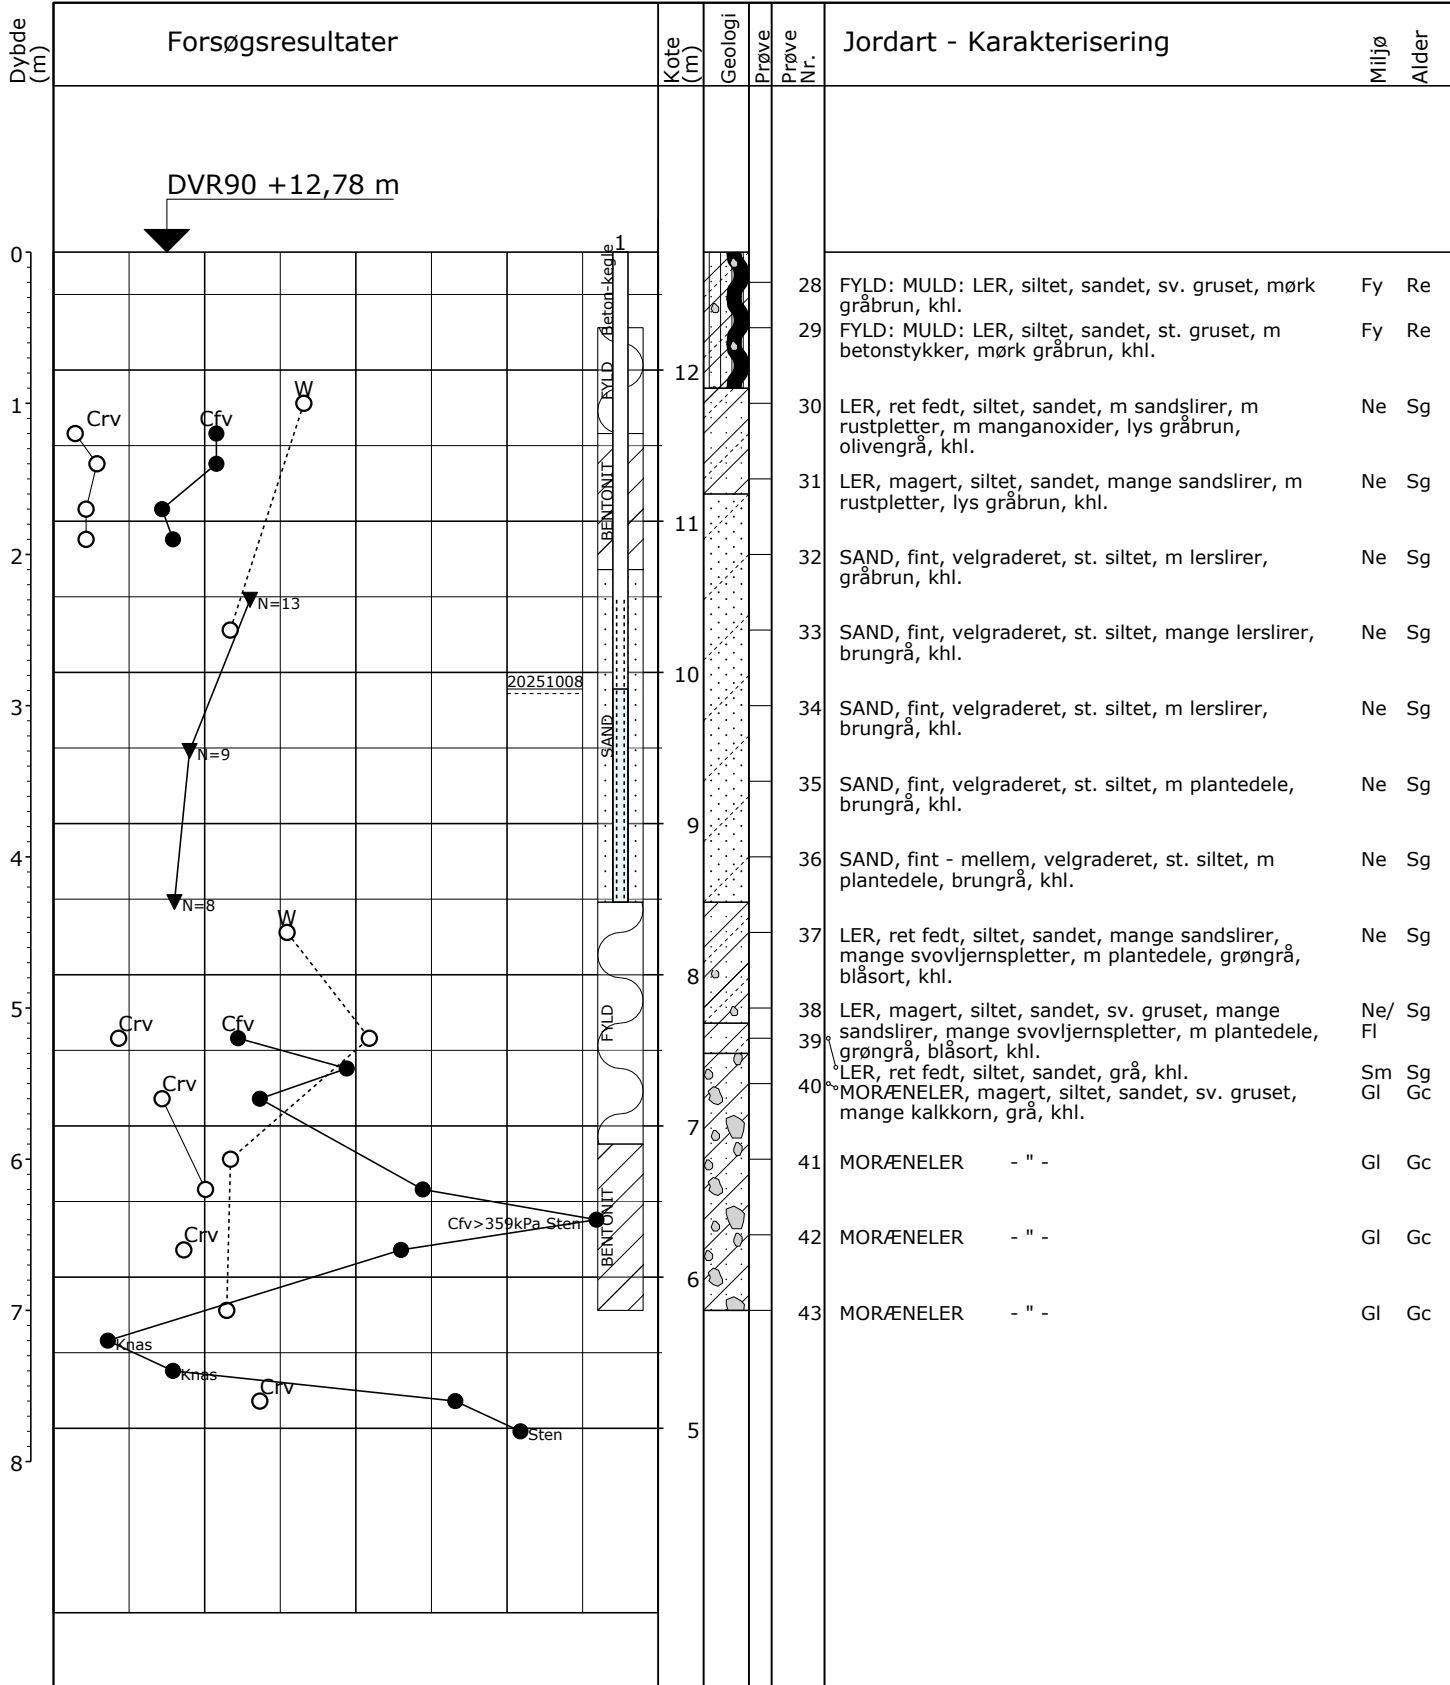 Dybde
(m)
Forsøgsresultater
Kote
(m)
Geologi
Prøve
Prøve
Nr.
Jordart - Karakterisering
Miljø
Alder
DVR90 +12,78 m
0
1
2
3
4
5
6
7
8
1
Beton-kegle
FYLD
BENTONIT
SAND
FYLD
BENTONIT
W
Crv
Cfv
N=13
20251008
N=9
N=8
W
Crv
Cfv
Crv
Cfv>359kPa Sten
Crv
Knas
Knas
Crv
Sten
12
11
10
9
8
7
6
5
28 FYLD: MULD: LER, siltet, sandet, sv. gruset, mørk Fy Re
gråbrun, khl.
29 FYLD: MULD: LER, siltet, sandet, st. gruset, m Fy Re
betonstykker, mørk gråbrun, khl.
30 LER, ret fedt, siltet, sandet, m sandslirer, m Ne Sg
rustpletter, m manganoxider, lys gråbrun,
olivengrå, khl.
31 LER, magert, siltet, sandet, mange sandslirer, m Ne Sg
rustpletter, lys gråbrun, khl.
32 SAND, fint, velgraderet, st. siltet, m lerslirer, Ne Sg
gråbrun, khl.
33 SAND, fint, velgraderet, st. siltet, mange lerslirer, Ne Sg
brungrå, khl.
34 SAND, fint, velgraderet, st. siltet, m lerslirer, Ne Sg
brungrå, khl.
35 SAND, fint, velgraderet, st. siltet, m plantedele, Ne Sg
brungrå, khl.
36 SAND, fint - mellem, velgraderet, st. siltet, m Ne Sg
plantedele, brungrå, khl.
37 LER, ret fedt, siltet, sandet, mange sandslirer, Ne Sg
mange svovljernspletter, m plantedele, grøngrå,
blåsort, khl.
38 LER, magert, siltet, sandet, sv. gruset, mange Ne/ Sg
sandslirer, mange svovljernspletter, m plantedele, Fl
grøngrå, blåsort, khl.
39 LER, ret fedt, siltet, sandet, grå, khl. Sm Sg
40 MORÆNELER, magert, siltet, sandet, sv. gruset, Gl Gc
mange kalkkorn, grå, khl.
41 MORÆNELER - " - Gl Gc
42 MORÆNELER - " - Gl Gc
43 MORÆNELER - " - Gl Gc